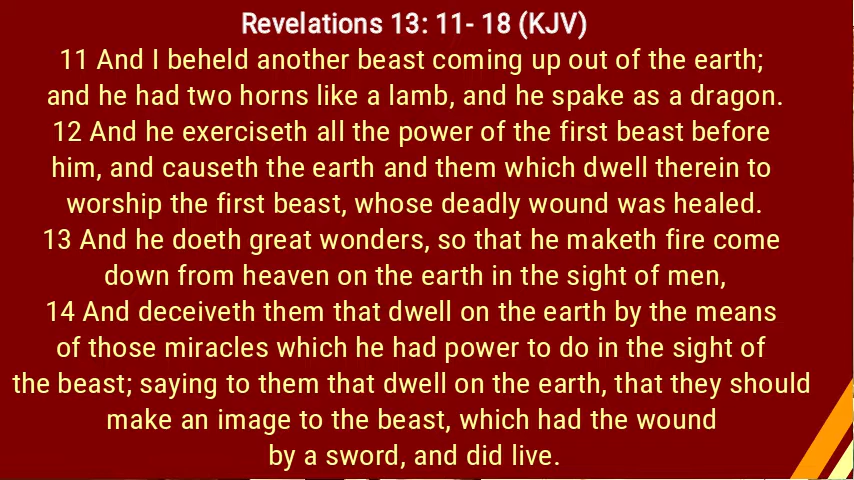 Revelations 13: 11- 18 (KJV)
11 And I beheld another beast coming up out of the earth;
and he had two horns like a lamb, and he spake as a dragon.
12 And he exerciseth all the power of the first beast before
him, and causeth the earth and them which dwell therein to
worship the first beast, whose deadly wound was healed.
13 And he doeth great wonders, so that he maketh fire come
down from heaven on the earth in the sight of men,
14 And deceiveth them that dwell on the earth by the means
of those miracles which he had power to do in the sight of
the beast; saying to them that dwell on the earth, that they should
make an image to the beast, which had the wound
by a sword, and did live.